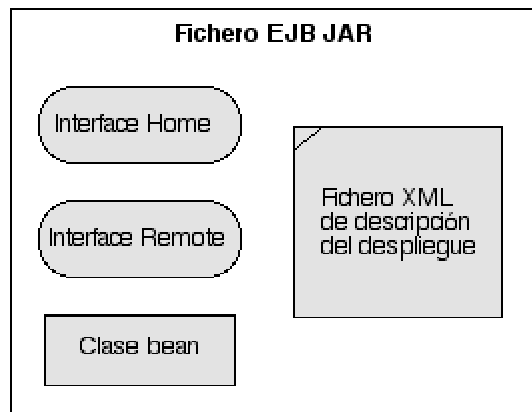 Fichero EJB JAR
Interface Home
Interface Remote
Clase bean
Fichero XML
de descripción
del despliegue